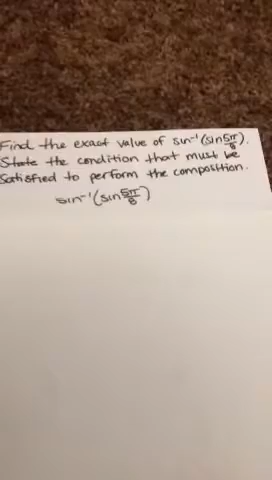 Find the exact value of sin⁻¹(sin 5π/8).
State the condition that must be
satisfied to perform the composition.
sin⁻¹(sin 5π/8)